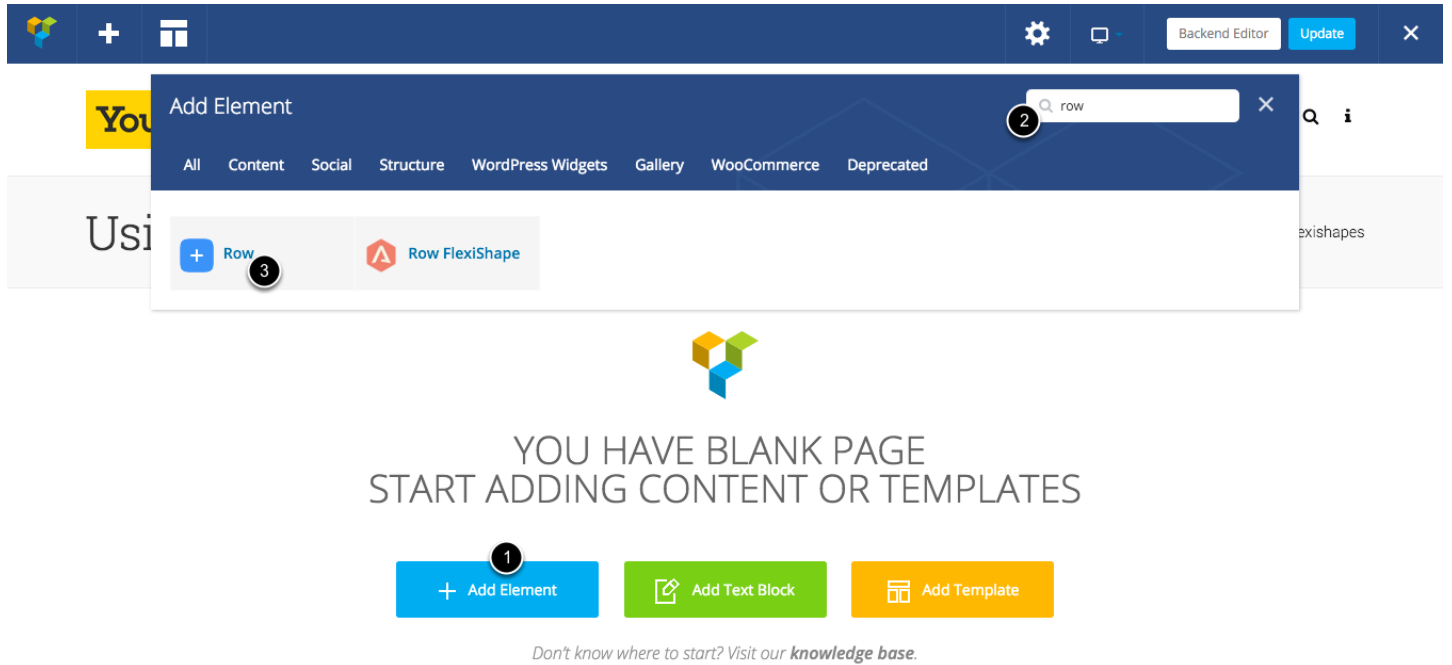 Backend Editor Update
You
Add Element
row
2
i
All Content Social Structure WordPress Widgets Gallery WooCommerce Deprecated
Usi
exishapes
Row
3
Row FlexiShape
YOU HAVE BLANK PAGE
START ADDING CONTENT OR TEMPLATES
1
Add Element
Add Text Block
Add Template
Don't know where to start? Visit our knowledge base.